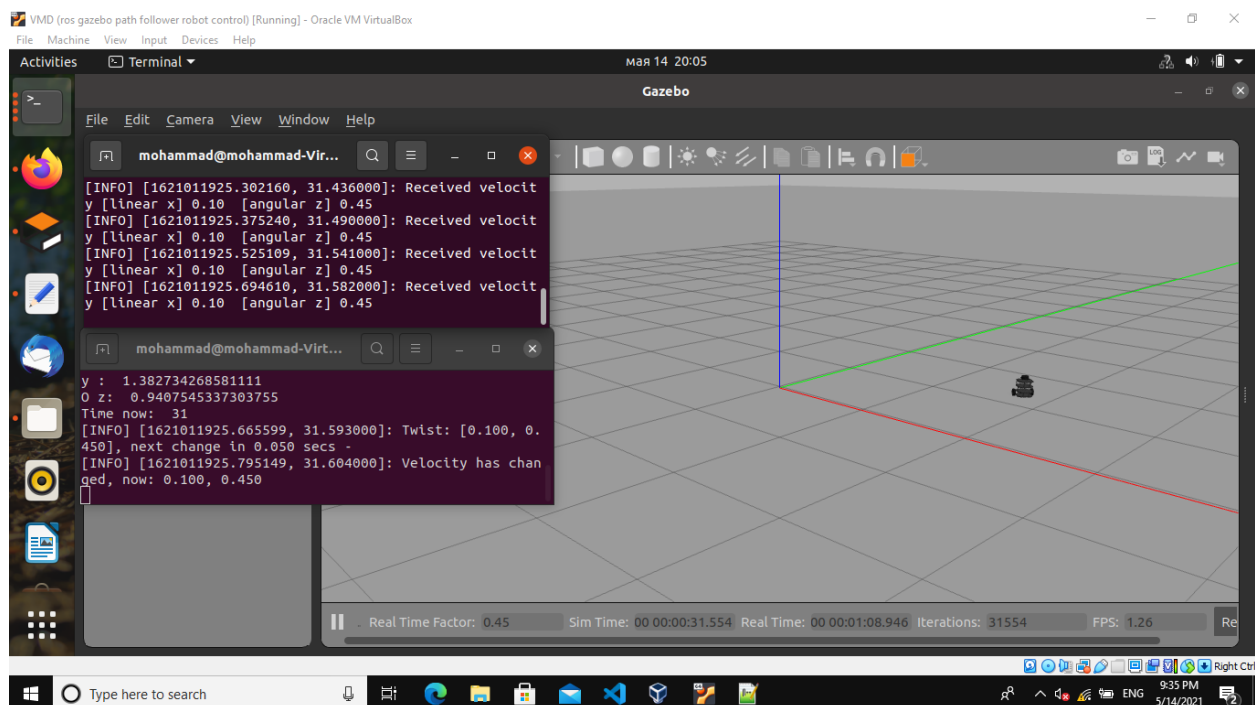 VMD (ros gazebo path follower robot control) [Running] - Oracle VM VirtualBox
File Machine View Input Devices Help
Activities Terminal мая 14 20:05
Gazebo
File Edit Camera View Window Help
mohammad@mohammad-Vir...
[INFO] [1621011925.302160, 31.436000]: Received velocit
y [linear x] 0.10 [angular z] 0.45
[INFO] [1621011925.375240, 31.490000]: Received velocit
y [linear x] 0.10 [angular z] 0.45
[INFO] [1621011925.525109, 31.541000]: Received velocit
y [linear x] 0.10 [angular z] 0.45
[INFO] [1621011925.694610, 31.582000]: Received velocit
y [linear x] 0.10 [angular z] 0.45
LOG
mohammad@mohammad-Virt...
y : 1.382734268581111
O z: 0.9407545337303755
Time now: 31
[INFO] [1621011925.665599, 31.593000]: Twist: [0.100, 0.
450], next change in 0.050 secs -
[INFO] [1621011925.795149, 31.604000]: Velocity has chan
ged, now: 0.100, 0.450
Real Time Factor: 0.45 Sim Time: 00 00:00:31.554 Real Time: 00 00:01:08.946 Iterations: 31554 FPS: 1.26 Re
Right Ctrl
Type here to search
ENG 9:35 PM
5/14/2021
2